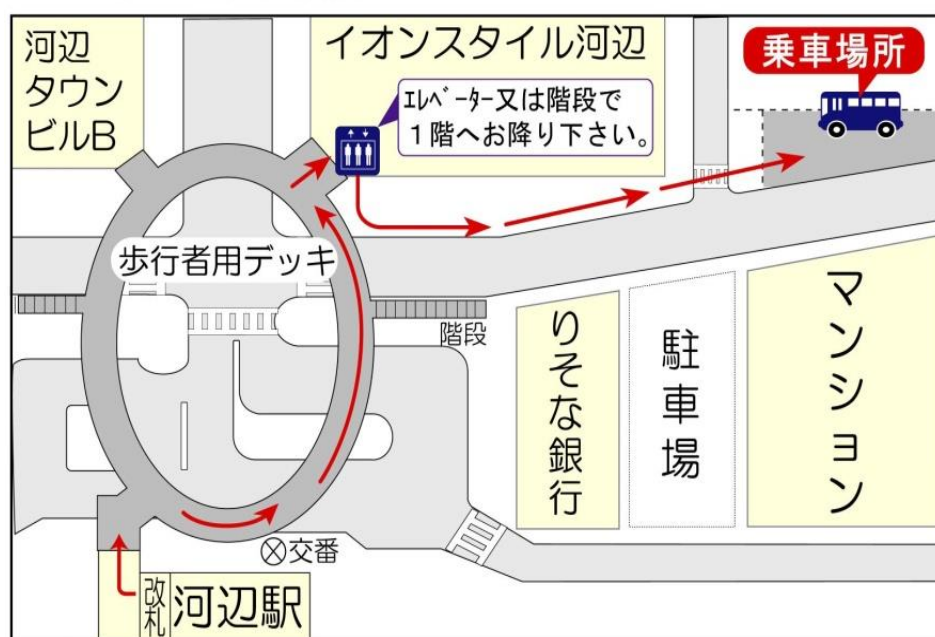 河辺
タウン
ビルB
イオンスタイル河辺
乗車場所
ｴﾚﾍﾞｰﾀｰ又は階段で
1階へお降り下さい。
歩行者用デッキ
階段
りそな銀行
駐車場
マンション
交番
改札
河辺駅